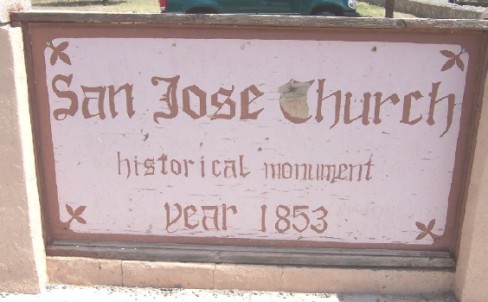 San Jose Church
historical monument
year 1853